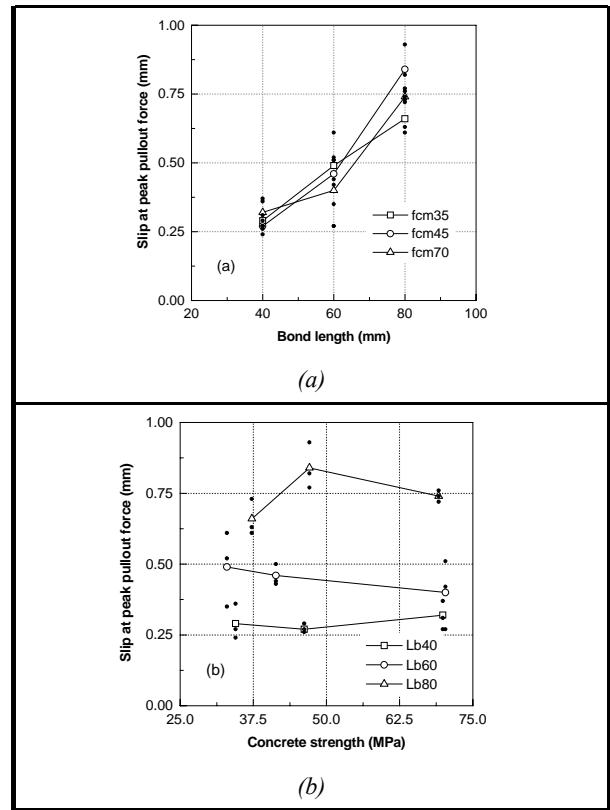 1.00
0.75
0.50
0.25
0.00
Slip at peak pullout force (mm)
(a)
fcm35
fcm45
fcm70
20 40 60 80 100
Bond length (mm)
(a)
1.00
0.75
0.50
0.25
0.00
Slip at peak pullout force (mm)
(b)
Lb40
Lb60
Lb80
25.0 37.5 50.0 62.5 75.0
Concrete strength (MPa)
(b)